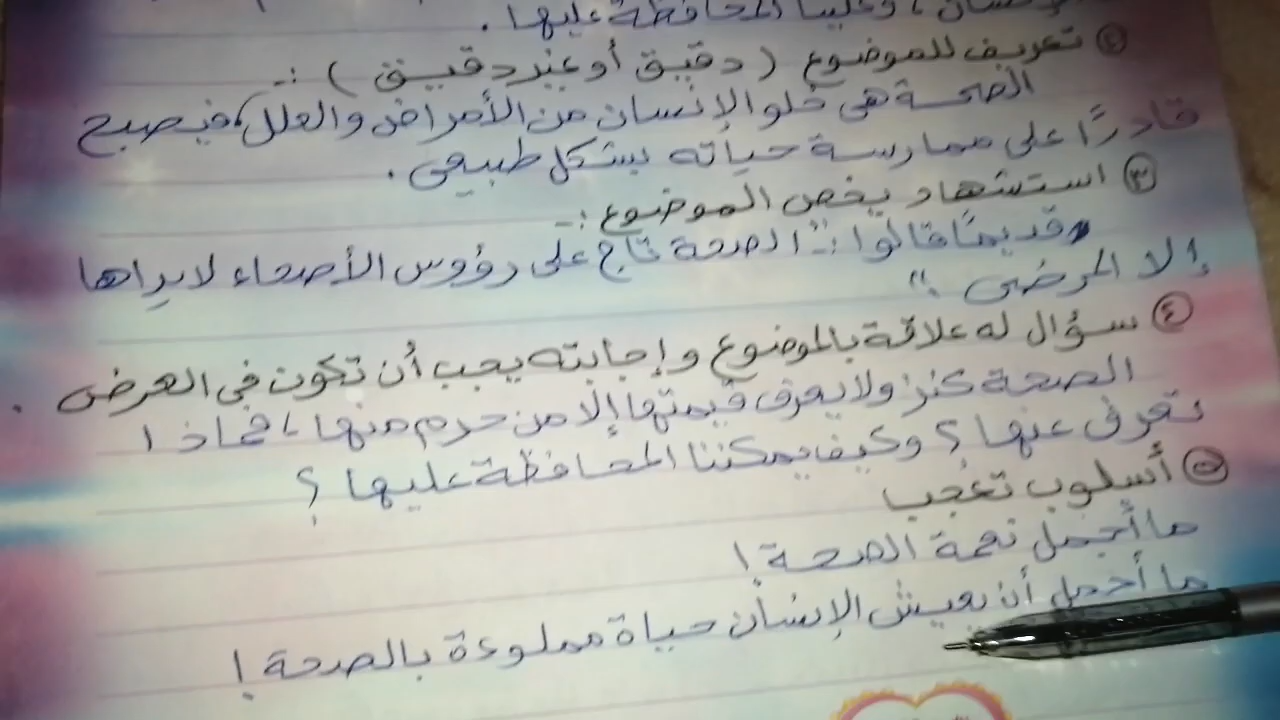 الإنسان، وعلينا المحافظة عليها .
② تعريف للموضوع ( دقيق أو غير دقيق ) :-
الصحة هي خلو الإنسان من الأمراض والعلل، فيصبح
قادرًا على ممارسة حياته بشكل طبيعي .
③ استشهاد يخص الموضوع :-
قديمًا قالوا :" الصحة تاج على رؤوس الأصحاء لا يراها
إلا المرضى ."
④ سؤال له علاقة بالموضوع وإجابته يجب أن تكون في العرض .
الصحة كنز ولا يعرف قيمتها إلا من حرم منها ، فماذا
تعرف عنها ؟ وكيف يمكننا المحافظة عليها ؟
⑤ أسلوب تعجب
ما أجمل نعمة الصحة !
ما أجمل أن يعيش الإنسان حياة مملوءة بالصحة !